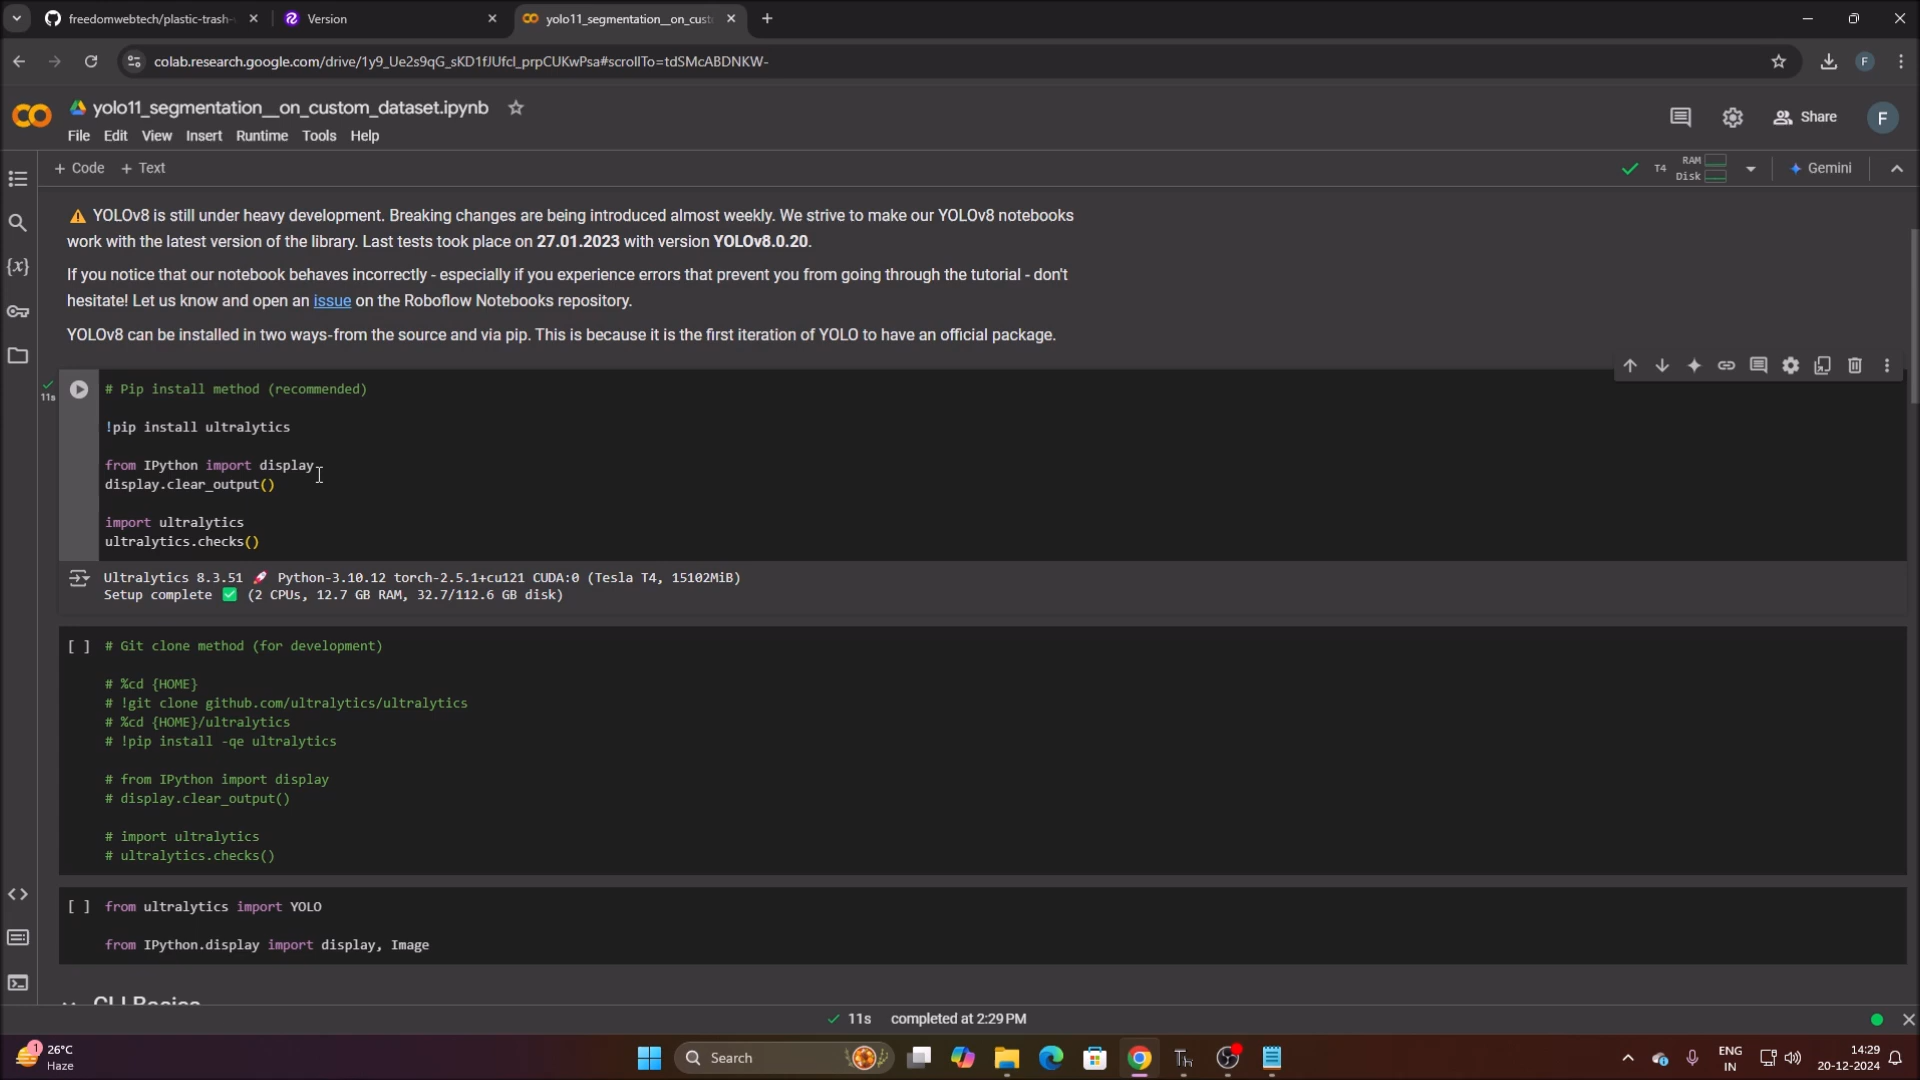 freedomwebtech/plastic-trash-
Version
yolo11_segmentation__on_cust
colab.research.google.com/drive/1y9_Ue2s9qG_sKD1fJUfcl_prpCUKwPsa#scrollTo=tdSMcABDNKW-
F
CO
yolo11_segmentation__on_custom_dataset.ipynb
Share
F
File Edit View Insert Runtime Tools Help
+ Code + Text
T4
RAM
Disk
Gemini
⚠ YOLOv8 is still under heavy development. Breaking changes are being introduced almost weekly. We strive to make our YOLOv8 notebooks
work with the latest version of the library. Last tests took place on 27.01.2023 with version YOLOv8.0.20.
If you notice that our notebook behaves incorrectly - especially if you experience errors that prevent you from going through the tutorial - don't
hesitate! Let us know and open an issue on the Roboflow Notebooks repository.
YOLOv8 can be installed in two ways-from the source and via pip. This is because it is the first iteration of YOLO to have an official package.
11s
# Pip install method (recommended)
!pip install ultralytics
from IPython import display
display.clear_output()
import ultralytics
ultralytics.checks()
Ultralytics 8.3.51 🚀 Python-3.10.12 torch-2.5.1+cu121 CUDA:0 (Tesla T4, 15102MiB)
Setup complete ✅ (2 CPUs, 12.7 GB RAM, 32.7/112.6 GB disk)
[ ] # Git clone method (for development)
# %cd {HOME}
# !git clone github.com/ultralytics/ultralytics
# %cd {HOME}/ultralytics
# !pip install -qe ultralytics
# from IPython import display
# display.clear_output()
# import ultralytics
# ultralytics.checks()
[ ] from ultralytics import YOLO
from IPython.display import display, Image
CLI Basics
✓ 11s completed at 2:29 PM
1
26°C
Haze
Search
ENG
IN
14:29
20-12-2024